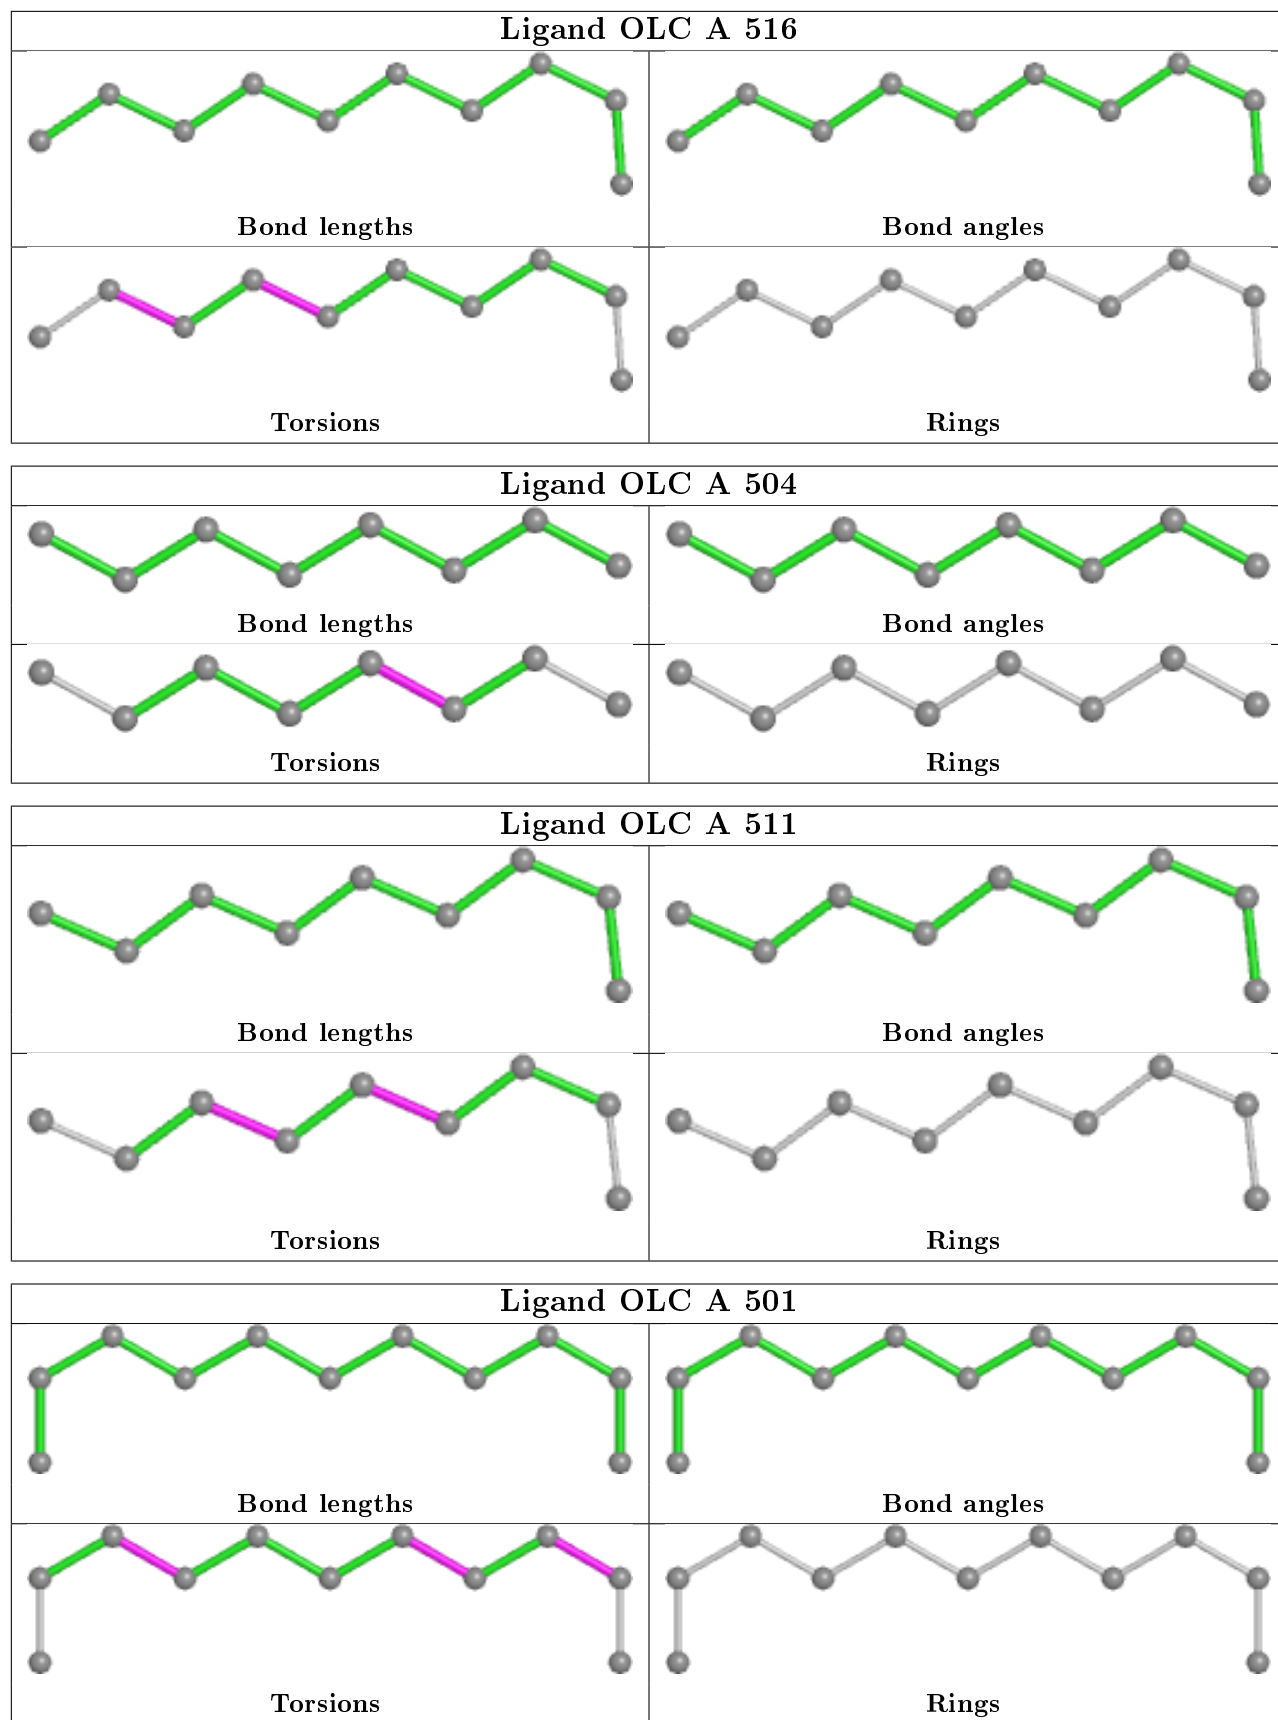 Ligand OLC A 516
Bond lengths
Bond angles
Torsions
Rings
Ligand OLC A 504
Bond lengths
Bond angles
Torsions
Rings
Ligand OLC A 511
Bond lengths
Bond angles
Torsions
Rings
Ligand OLC A 501
Bond lengths
Bond angles
Torsions
Rings